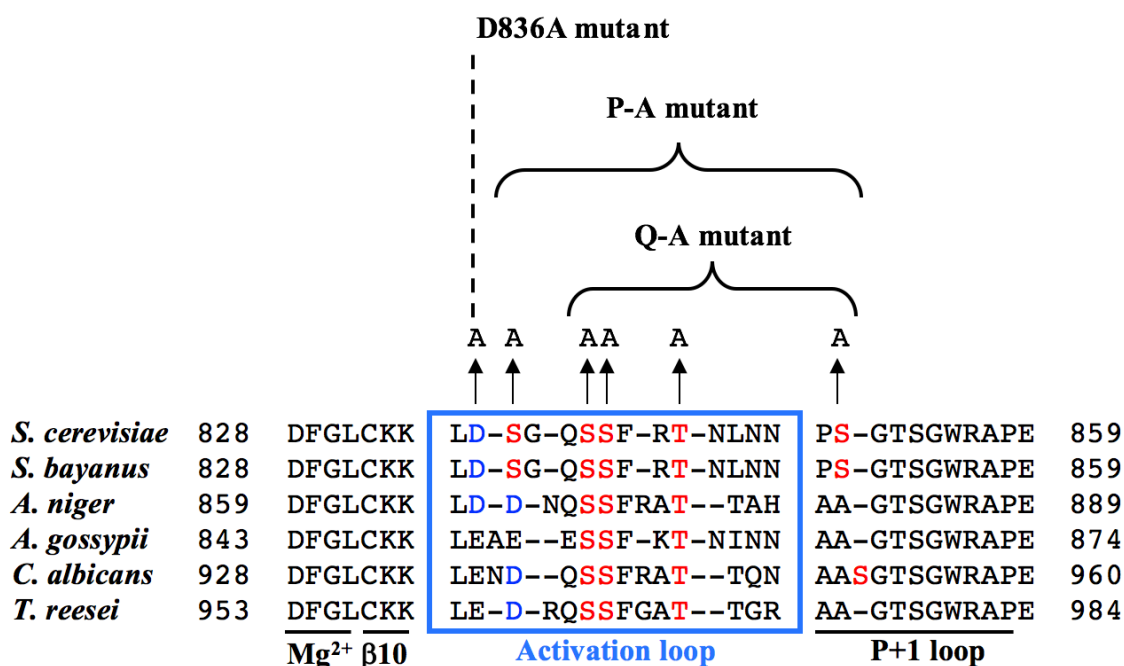 D836A mutant
P-A mutant
Q-A mutant
A A AA A A
S. cerevisiae 828 DFGLCKK LD-SG-QSSF-RT-NLNN PS-GTSGWRAPE 859
S. bayanus 828 DFGLCKK LD-SG-QSSF-RT-NLNN PS-GTSGWRAPE 859
A. niger 859 DFGLCKK LD-D-NQSSFRAT--TAH AA-GTSGWRAPE 889
A. gossypii 843 DFGLCKK LEAE--ESSF-KT-NINN AA-GTSGWRAPE 874
C. albicans 928 DFGLCKK LEND--QSSFRAT--TQN AASGTSGWRAPE 960
T. reesei 953 DFGLCKK LE-D-RQSSFGAT--TGR AA-GTSGWRAPE 984
Mg²⁺ β10 Activation loop P+1 loop